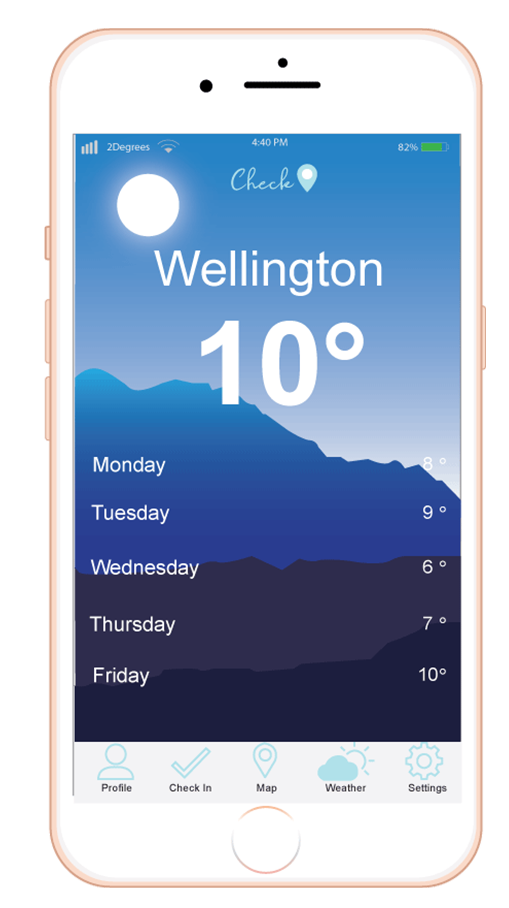 2Degrees 4:40 PM 82%
Check
Wellington
10°
Monday 8 °
Tuesday 9 °
Wednesday 6 °
Thursday 7 °
Friday 10°
Profile Check In Map Weather Settings